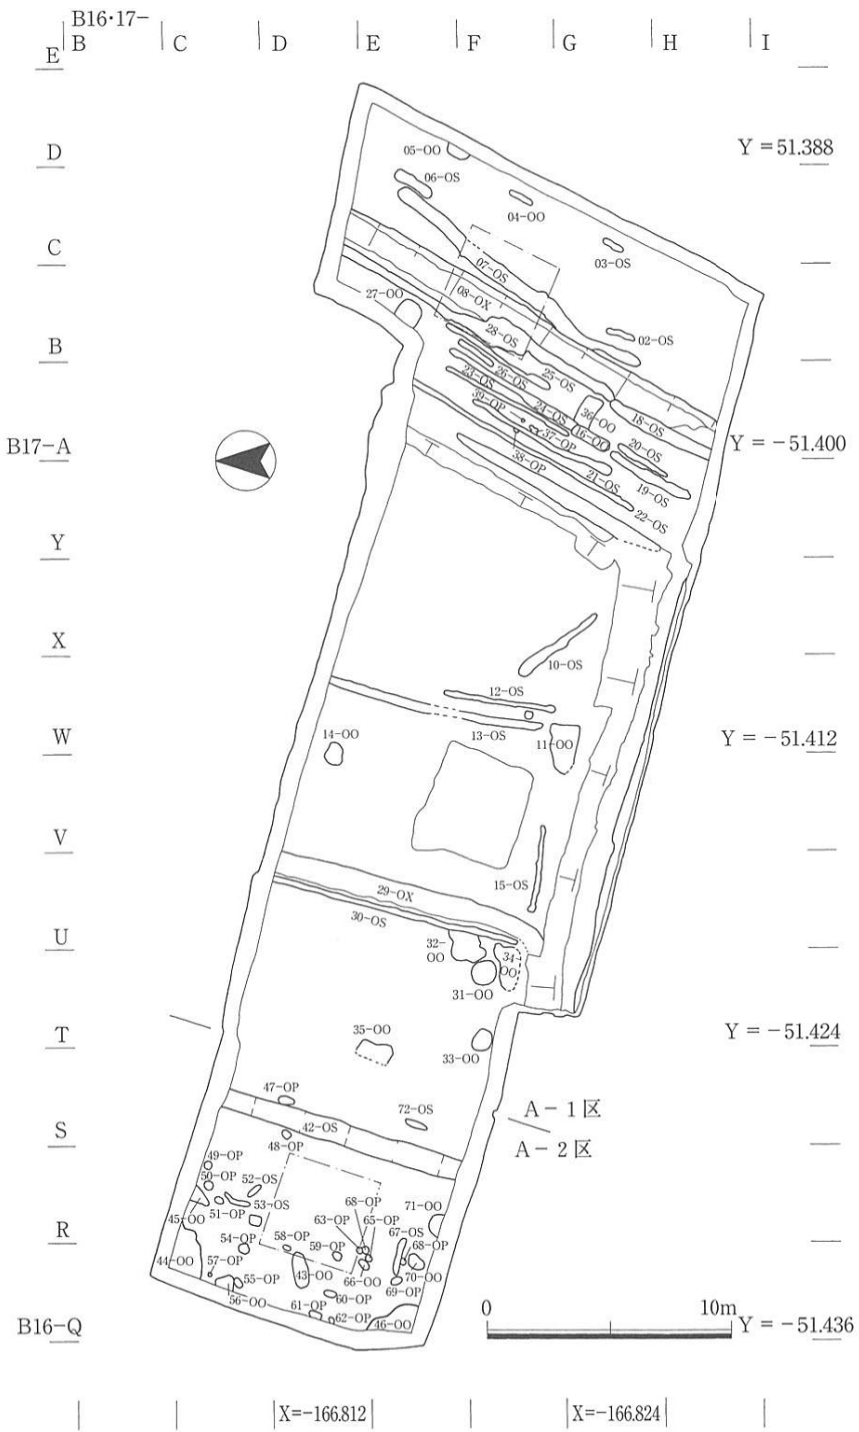 B16·17-
B
C
D
E
F
G
H
I
E
D
Y = 51.388
C
B
B17-A
Y = -51.400
Y
X
W
Y = -51.412
V
U
T
Y = -51.424
S
R
B16-Q
Y = -51.436
05-OO
06-OS
04-OO
03-OS
07-OS
08-OX
27-OO
02-OS
28-OS
25-OS
26-OS
23-OS
24-OS
36-OO
18-OS
39-OP
16-OO
37-OP
20-OS
38-OP
21-OS
19-OS
22-OS
10-OS
12-OS
13-OS
11-OO
14-OO
15-OS
29-OX
30-OS
32-
OO
34-
OO
31-OO
35-OO
33-OO
47-OP
72-OS
42-OS
48-OP
A-1区
A-2区
49-OP
50-OP
52-OS
51-OP
53-OS
45-OO
68-OP
71-OO
63-OP
65-OP
67-OS
54-OP
58-OP
59-OP
68-OP
44-OO
57-OP
43-OO
66-OO
70-OO
55-OP
69-OP
56-OO
60-OP
61-OP
62-OP
46-OO
0
10m
X=-166.812
X=-166.824